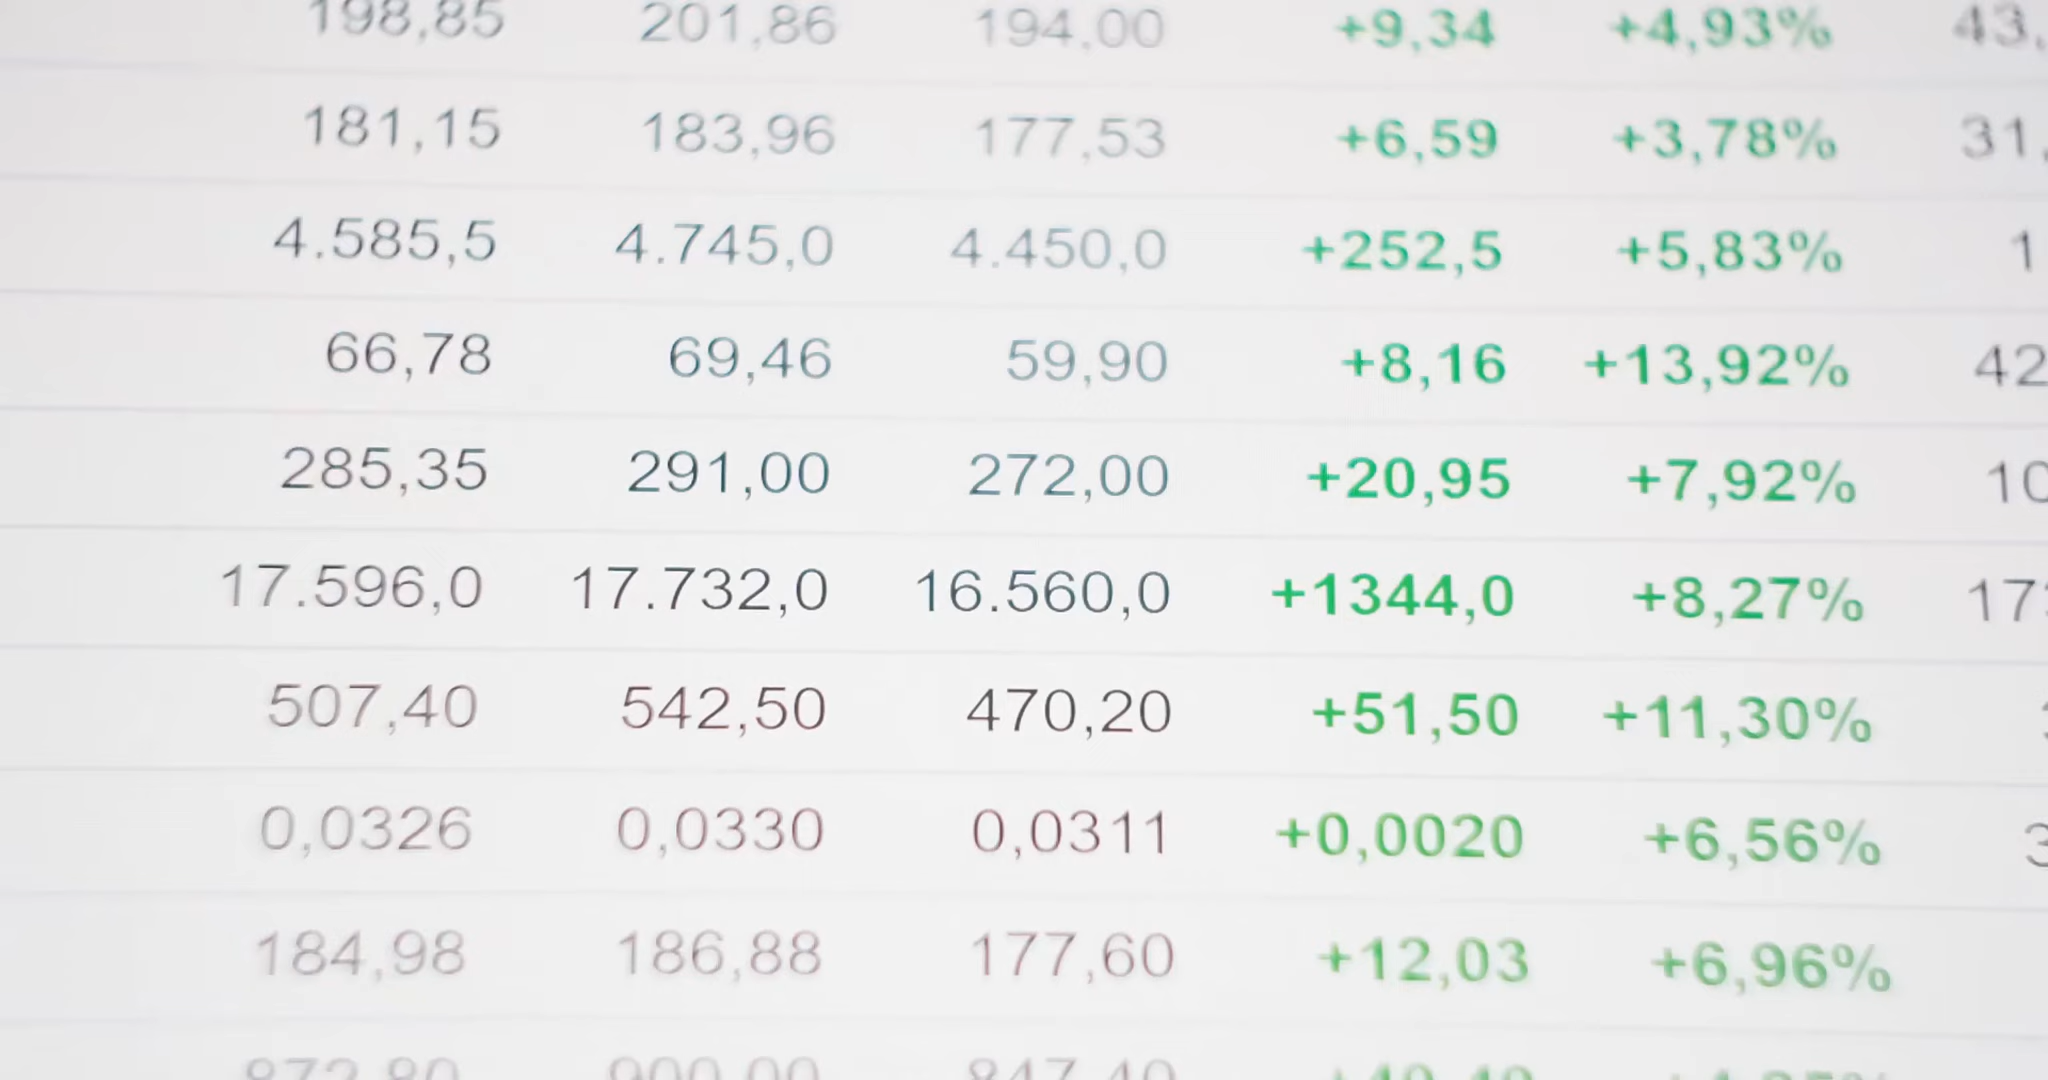 198,85 201,86 194,00 +9,34 +4,93% 43,
181,15 183,96 177,53 +6,59 +3,78% 31,
4.585,5 4.745,0 4.450,0 +252,5 +5,83% 1
66,78 69,46 59,90 +8,16 +13,92% 42
285,35 291,00 272,00 +20,95 +7,92% 10
17.596,0 17.732,0 16.560,0 +1344,0 +8,27% 17
507,40 542,50 470,20 +51,50 +11,30%
0,0326 0,0330 0,0311 +0,0020 +6,56% 3
184,98 186,88 177,60 +12,03 +6,96%